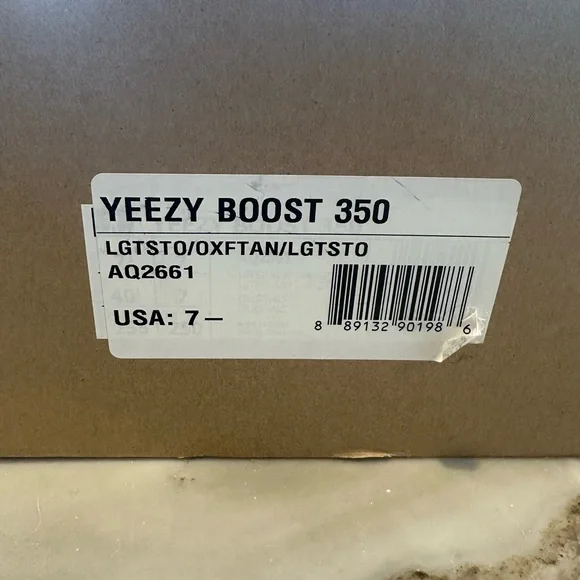 YEEZY BOOST 350
LGTSTO/OXFTAN/LGTSTO
AQ2661
USA: 7–
8 89132 90198 6